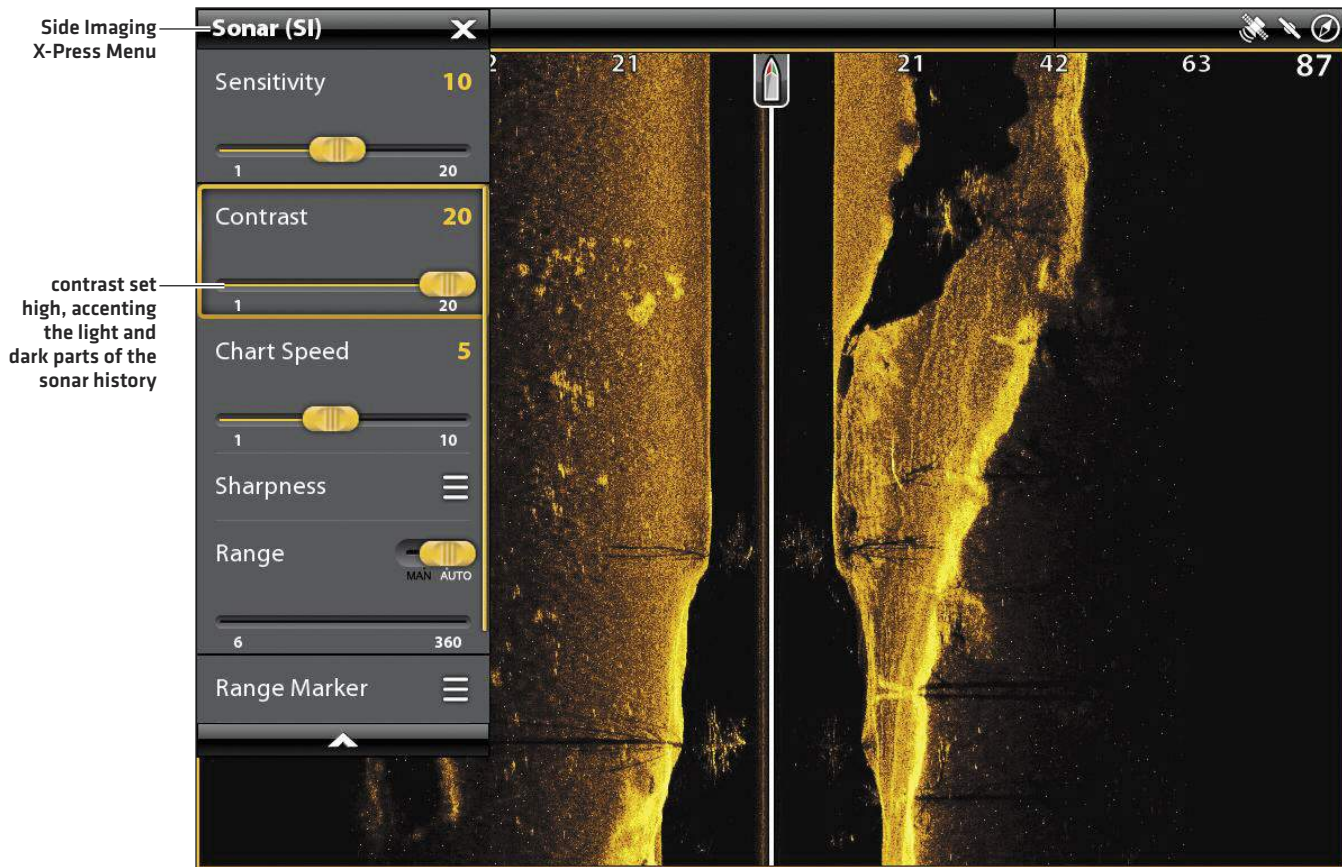 Side Imaging
X-Press Menu
Sonar (SI)
2 21 21 42 63 87
Sensitivity 10
1 20
Contrast 20
1 20
contrast set
high, accenting
the light and
dark parts of the
sonar history
Chart Speed 5
1 10
Sharpness
Range
MAN AUTO
6 360
Range Marker